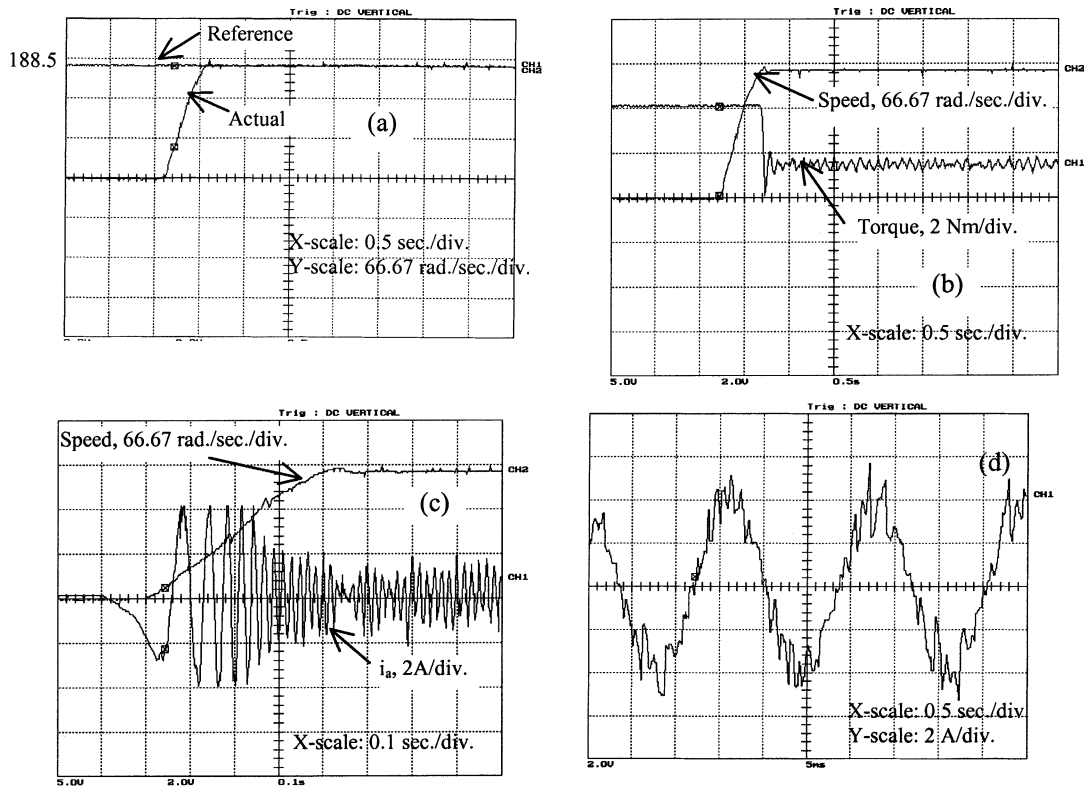 Trig : DC VERTICAL
188.5
Reference
CH1
CH2
Actual
(a)
X-scale: 0.5 sec./div.
Y-scale: 66.67 rad./sec./div.
Trig : DC VERTICAL
CH2
Speed, 66.67 rad./sec./div.
CH1
Torque, 2 Nm/div.
(b)
X-scale: 0.5 sec./div.
5.0V 2.0V 0.5s
Trig : DC VERTICAL
Speed, 66.67 rad./sec./div.
CH2
(c)
CH1
ia, 2A/div.
X-scale: 0.1 sec./div.
5.0V 2.0V 0.1s
Trig : DC VERTICAL
(d)
CH1
X-scale: 0.5 sec./div
Y-scale: 2 A/div.
2.0V 5ms